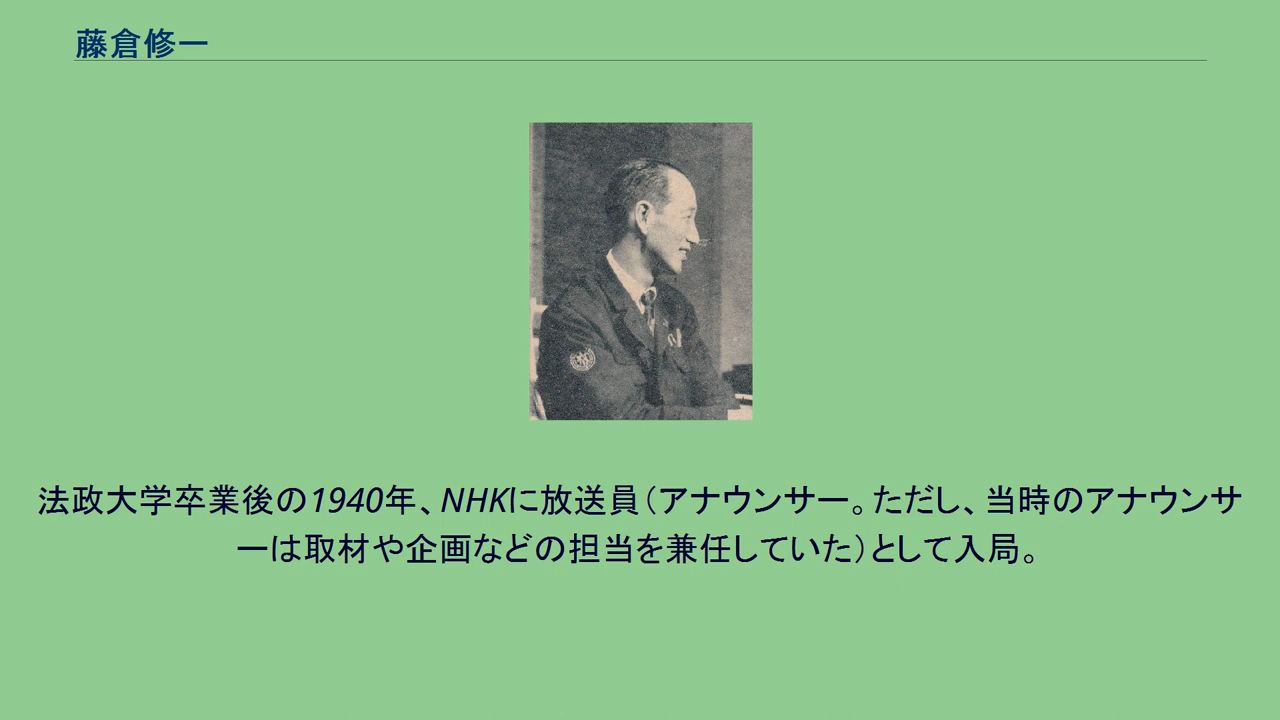 藤倉修一
法政大学卒業後の1940年、NHKに放送員（アナウンサー。ただし、当時のアナウンサ
ーは取材や企画などの担当を兼任していた）として入局。